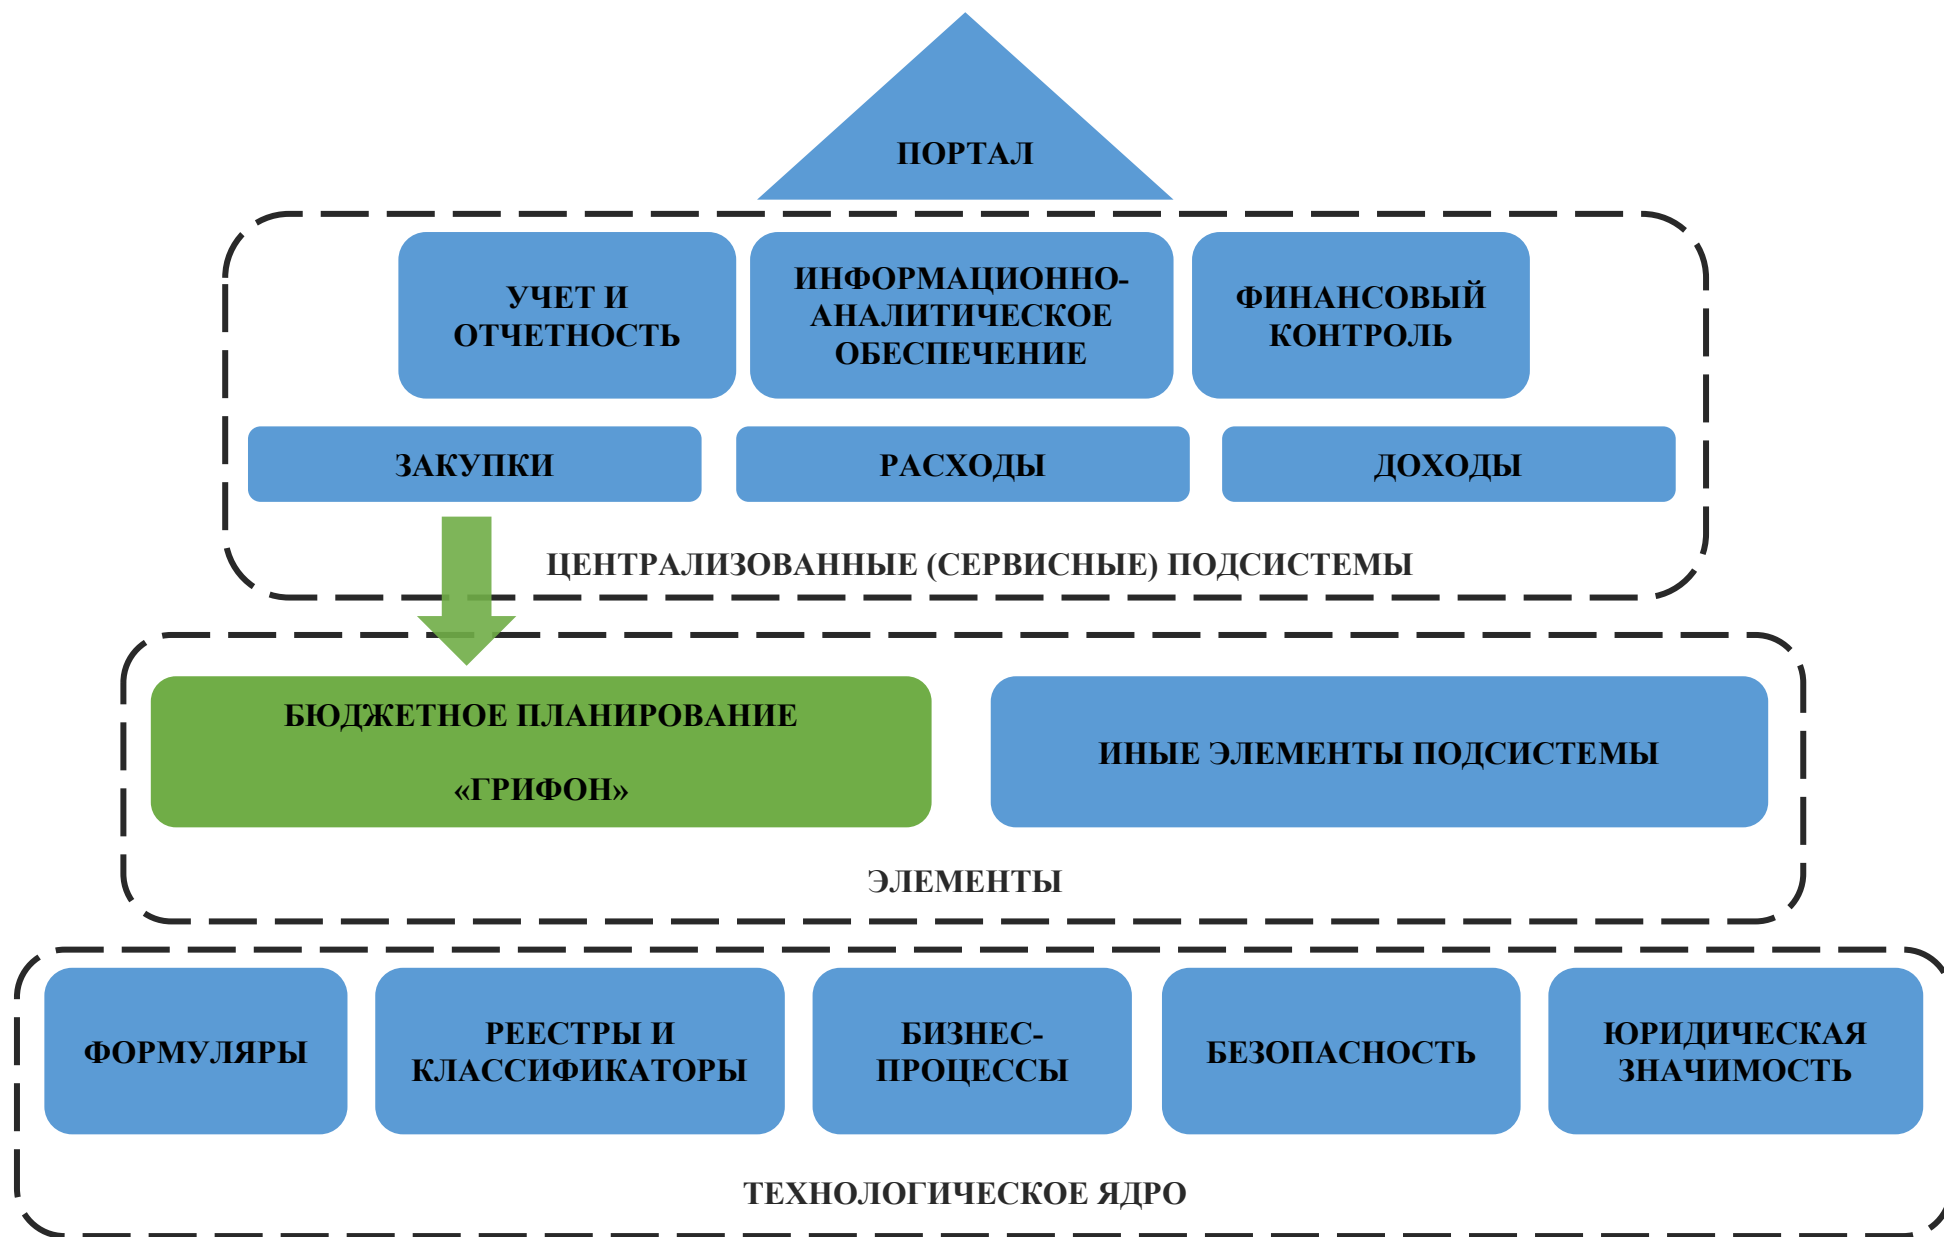 ПОРТАЛ
УЧЕТ И
ОТЧЕТНОСТЬ
ИНФОРМАЦИОННО-
АНАЛИТИЧЕСКОЕ
ОБЕСПЕЧЕНИЕ
ФИНАНСОВЫЙ
КОНТРОЛЬ
ЗАКУПКИ
РАСХОДЫ
ДОХОДЫ
ЦЕНТРАЛИЗОВАННЫЕ (СЕРВИСНЫЕ) ПОДСИСТЕМЫ
БЮДЖЕТНОЕ ПЛАНИРОВАНИЕ
«ГРИФОН»
ИНЫЕ ЭЛЕМЕНТЫ ПОДСИСТЕМЫ
ЭЛЕМЕНТЫ
ФОРМУЛЯРЫ
РЕЕСТРЫ И
КЛАССИФИКАТОРЫ
БИЗНЕС-
ПРОЦЕССЫ
БЕЗОПАСНОСТЬ
ЮРИДИЧЕСКАЯ
ЗНАЧИМОСТЬ
ТЕХНОЛОГИЧЕСКОЕ ЯДРО